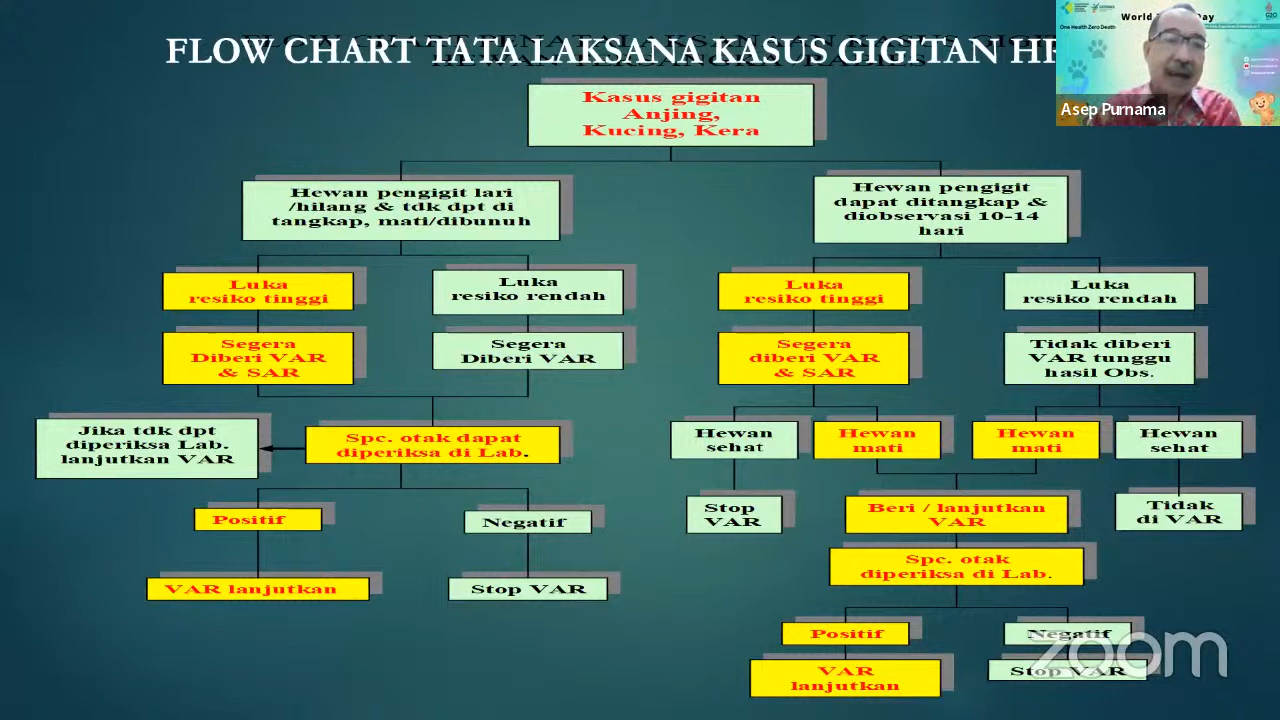 World
Day
One Health Zero Death
FLOW CHART TATA LAKSANA KASUS GIGITAN
Asep Purnama
Kasus gigitan
Anjing,
Kucing, Kera
Hewan pengigit lari
/hilang & tdk dpt di
tangkap, mati/dibunuh
Hewan pengigit
dapat ditangkap &
diobservasi 10-14
hari
Luka
resiko tinggi
Luka
resiko rendah
Luka
resiko tinggi
Luka
resiko rendah
Segera
Diberi VAR
& SAR
Segera
Diberi VAR
Segera
diberi VAR
& SAR
Tidak diberi
VAR tunggu
hasil Obs.
Jika tdk dpt
diperiksa Lab.
lanjutkan VAR
Spc. otak dapat
diperiksa di Lab.
Hewan
sehat
Hewan
mati
Hewan
mati
Hewan
sehat
Positif
Negatif
Stop
VAR
Beri / lanjutkan
VAR
Tidak
di VAR
VAR lanjutkan
Stop VAR
Spc. otak
diperiksa di Lab.
Positif
Negatif
VAR
lanjutkan
Stop VAR
zoom